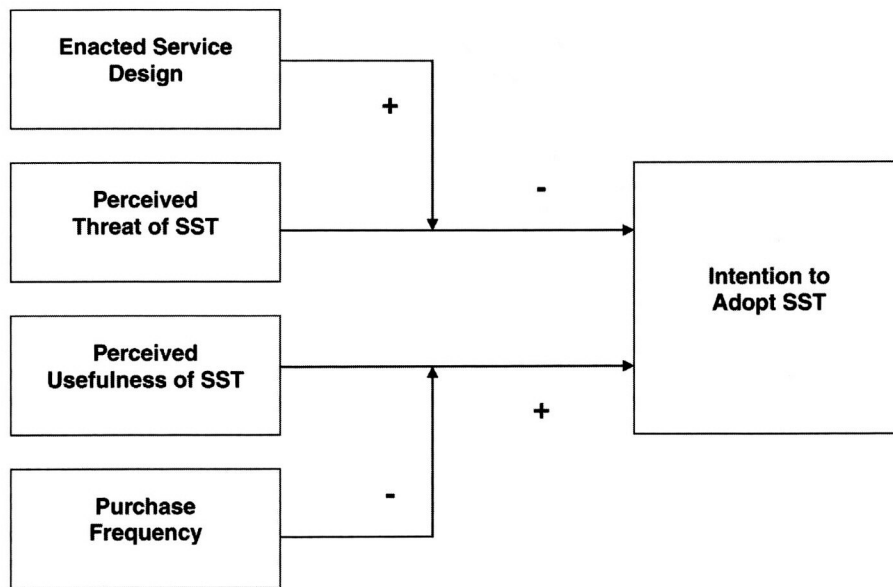 Enacted Service
Design
+
Perceived
Threat of SST
-
Intention to
Adopt SST
Perceived
Usefulness of SST
+
Purchase
Frequency
-